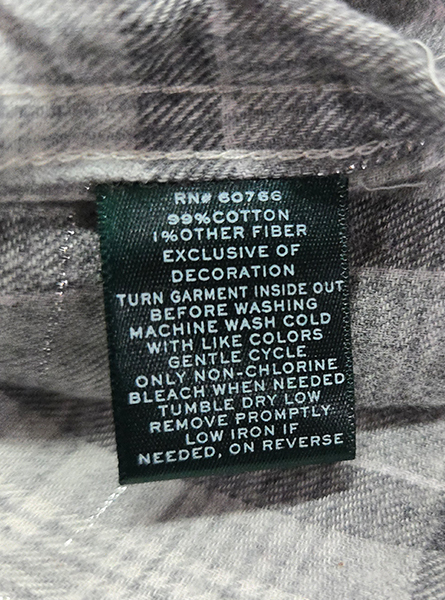 RN# 60766
99%COTTON
1%OTHER FIBER
EXCLUSIVE OF
DECORATION
TURN GARMENT INSIDE OUT
BEFORE WASHING
MACHINE WASH COLD
WITH LIKE COLORS
GENTLE CYCLE
ONLY NON-CHLORINE
BLEACH WHEN NEEDED
TUMBLE DRY LOW
REMOVE PROMPTLY
LOW IRON IF
NEEDED, ON REVERSE